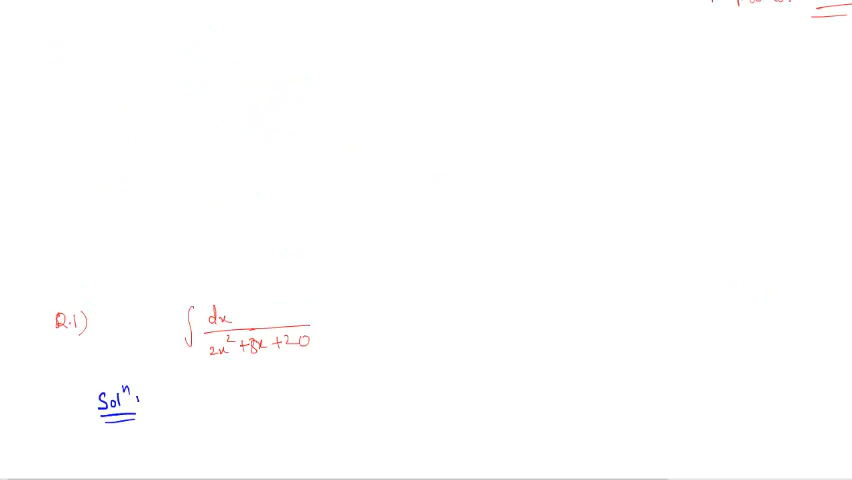 Q.1) ∫ dx / 2x² + 8x + 20
Solⁿ: